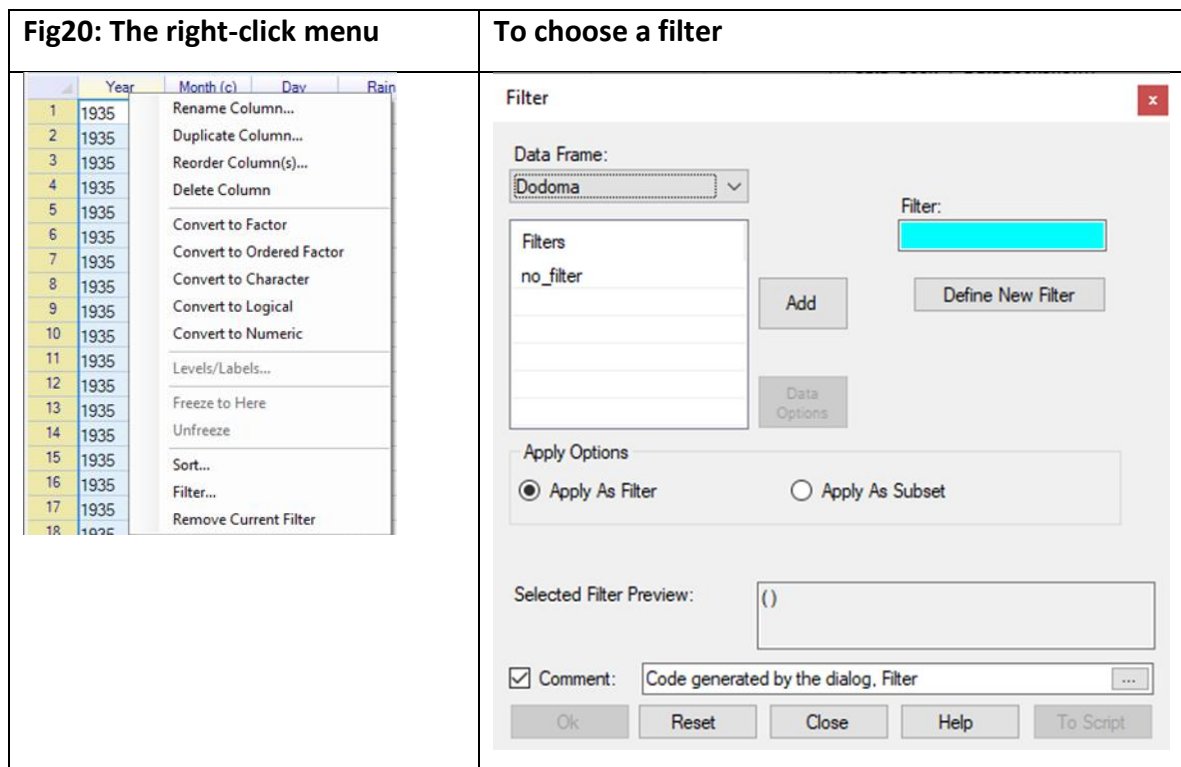 Fig20: The right-click menu
To choose a filter
Year Month (c) Day Rain
1 1935
2 1935
3 1935
4 1935
5 1935
6 1935
7 1935
8 1935
9 1935
10 1935
11 1935
12 1935
13 1935
14 1935
15 1935
16 1935
17 1935
18 1935
Rename Column...
Duplicate Column...
Reorder Column(s)...
Delete Column
Convert to Factor
Convert to Ordered Factor
Convert to Character
Convert to Logical
Convert to Numeric
Levels/Labels...
Freeze to Here
Unfreeze
Sort...
Filter...
Remove Current Filter
Filter
x
Data Frame:
Dodoma
Filter:
Filters
no_filter
Add
Define New Filter
Data
Options
Apply Options
Apply As Filter
Apply As Subset
Selected Filter Preview:
()
Comment: Code generated by the dialog, Filter ...
Ok Reset Close Help To Script